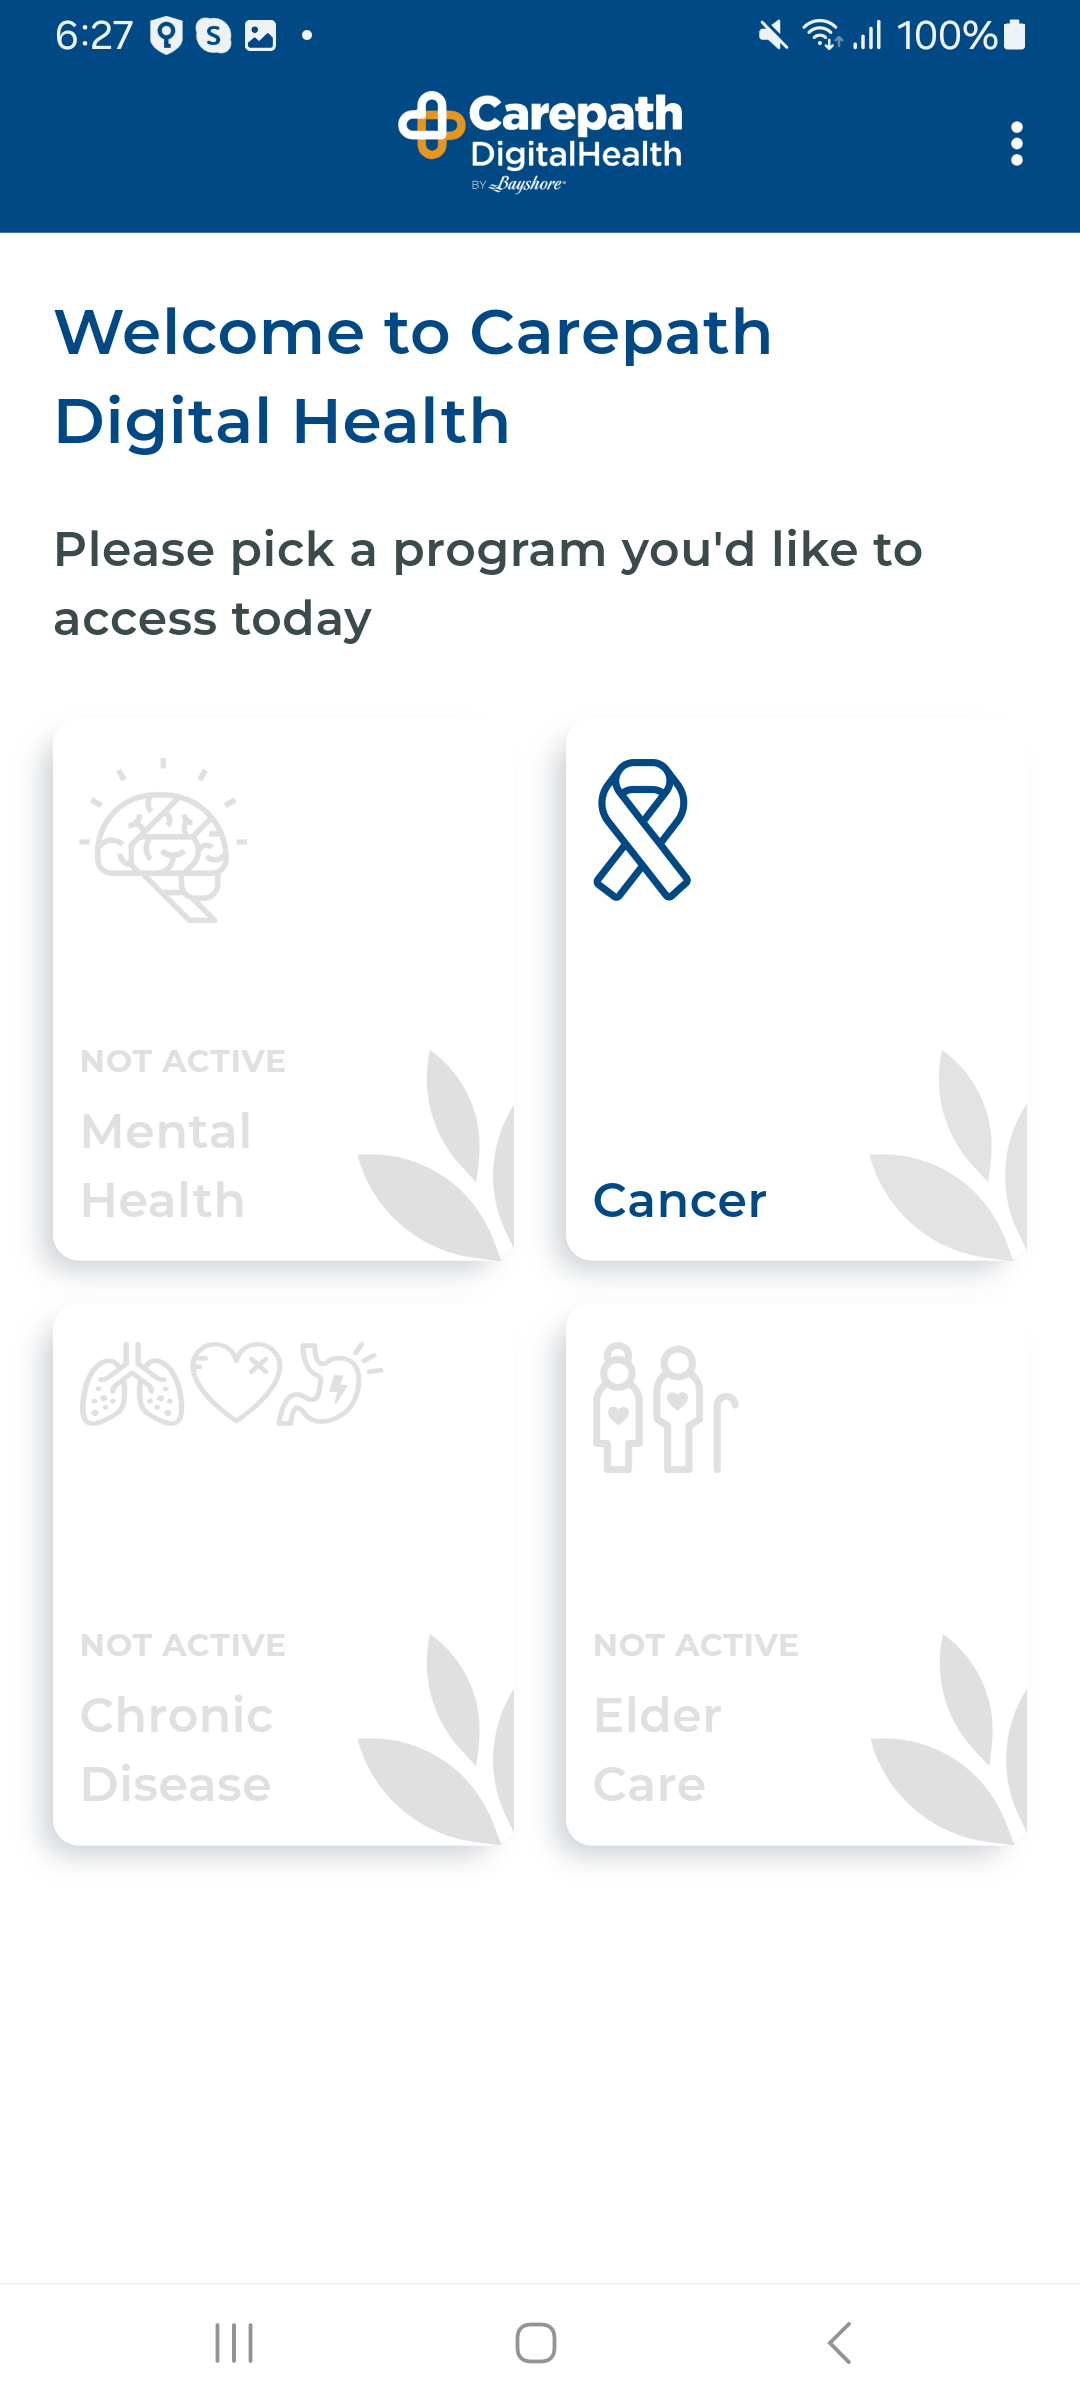 6:27
S
100%
Carepath
DigitalHealth
BY Bayshore
Welcome to Carepath
Digital Health
Please pick a program you'd like to
access today
NOT ACTIVE
Mental
Health
Cancer
NOT ACTIVE
Chronic
Disease
NOT ACTIVE
Elder
Care